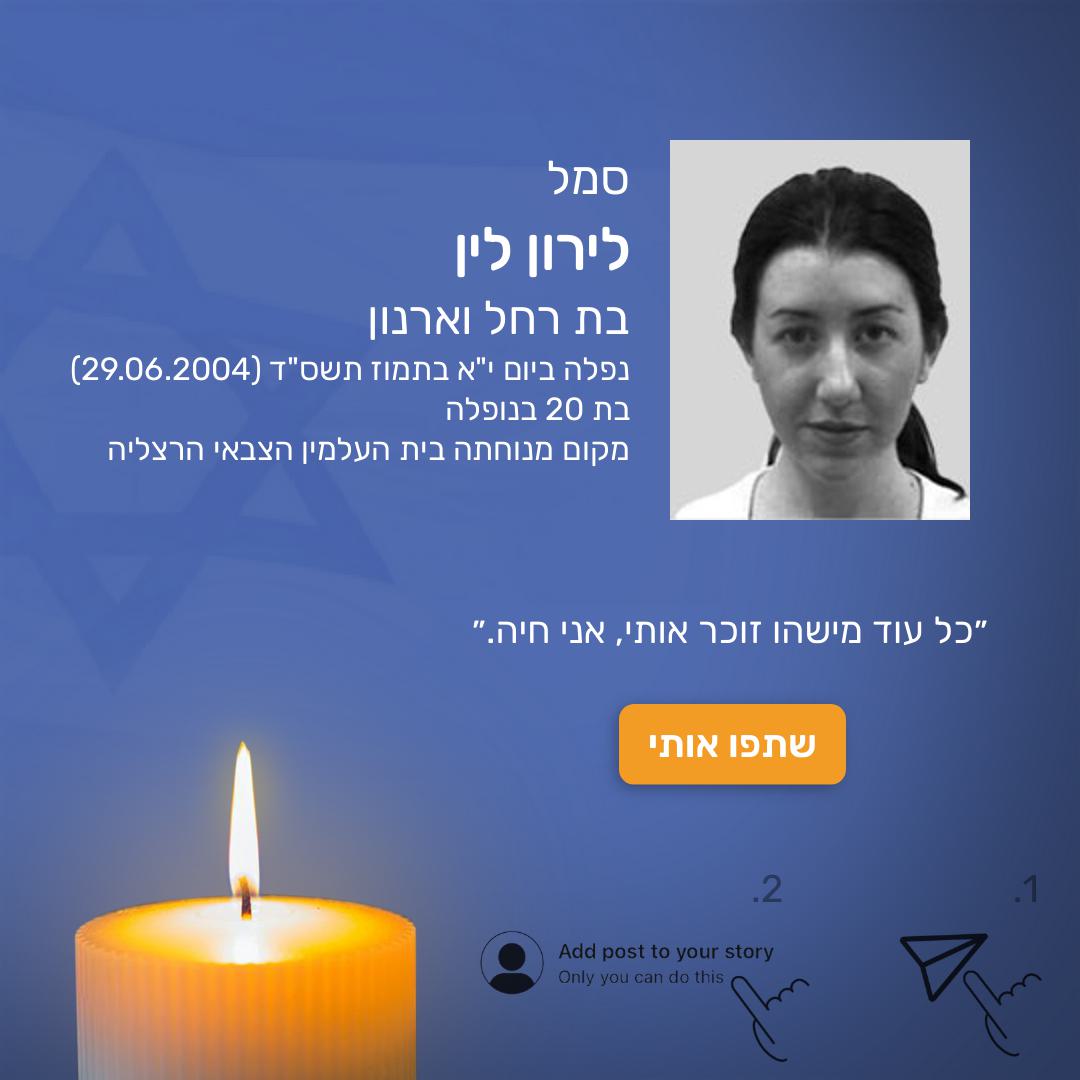 סמל
לירון לין
בת רחל וארנון
נפלה ביום י"א בתמוז תשס"ד (29.06.2004)
בת 20 בנופלה
מקום מנוחתה בית העלמין הצבאי הרצליה
״כל עוד מישהו זוכר אותי, אני חיה.״
שתפו אותי
1.
2.
Add post to your story
Only you can do this